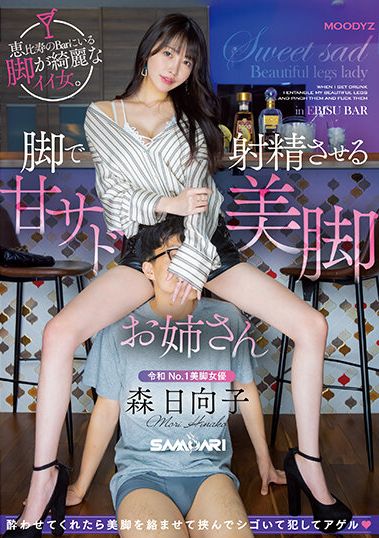 恵比寿のBarにいる
脚が綺麗な
イイ女。
MOODYZ
Sweet sad
Beautiful legs lady
WHEN I GET DRUNK
I ENTANGLE MY BEAUTIFUL LEGS
AND PINCH THEM AND FUCK THEM
in EBISU BAR
脚で
射精させる
甘サド
美脚
お姉さん
令和 No.1美脚女優
森日向子
Mori Hinako
SAMURARI
酔わせてくれたら美脚を絡ませて挟んでシゴいて犯してアゲル♥